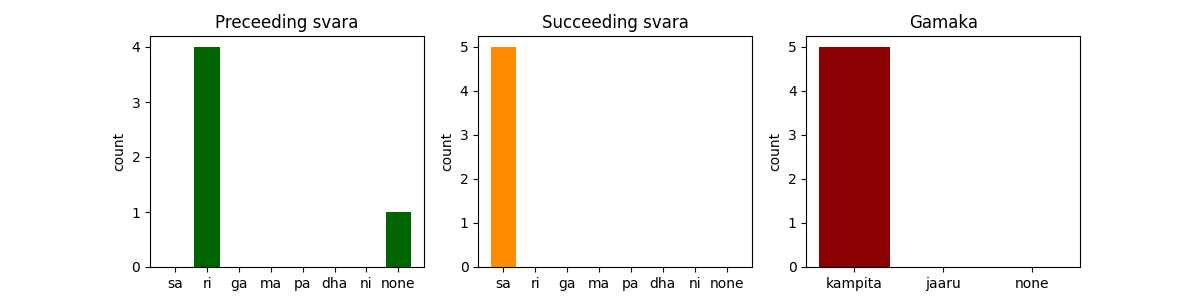 Preceeding svara
count
4
3
2
1
0
sa ri ga ma pa dha ni none
Succeeding svara
count
5
4
3
2
1
0
sa ri ga ma pa dha ni none
Gamaka
count
5
4
3
2
1
0
kampita jaaru none